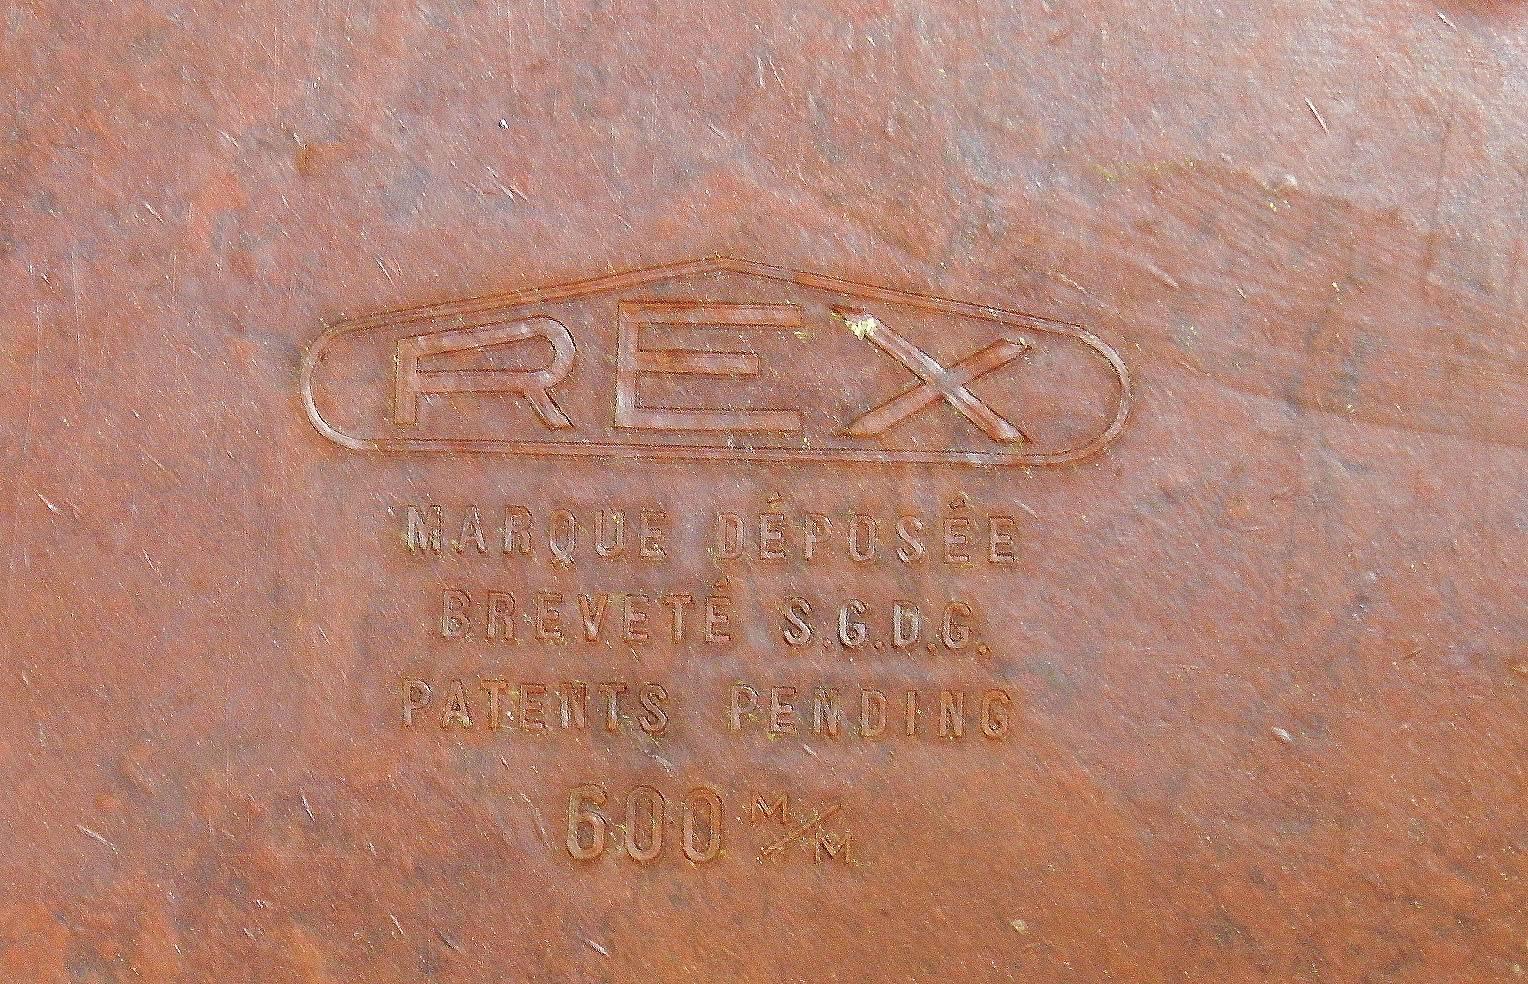 REX
MARQUE DÉPOSÉE
BREVETÉ S.G.D.G.
PATENTS PENDING
600 M/M